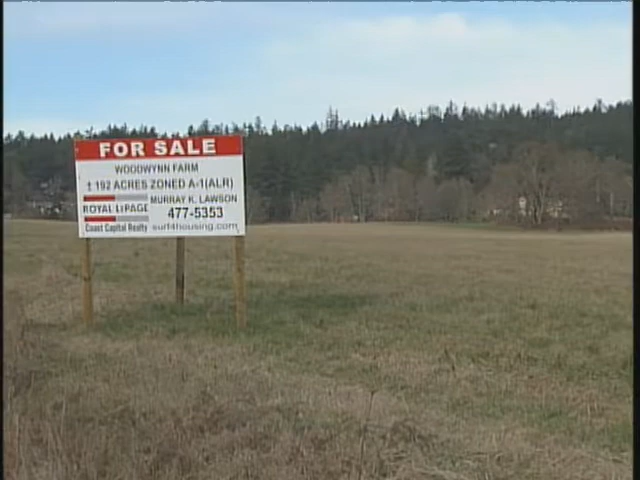 FOR SALE
WOODWYNN FARM
± 192 ACRES ZONED A-1(ALR)
ROYAL LEPAGE MURRAY K. LAWSON
477-5353
Coast Capital Realty surf4housing.com